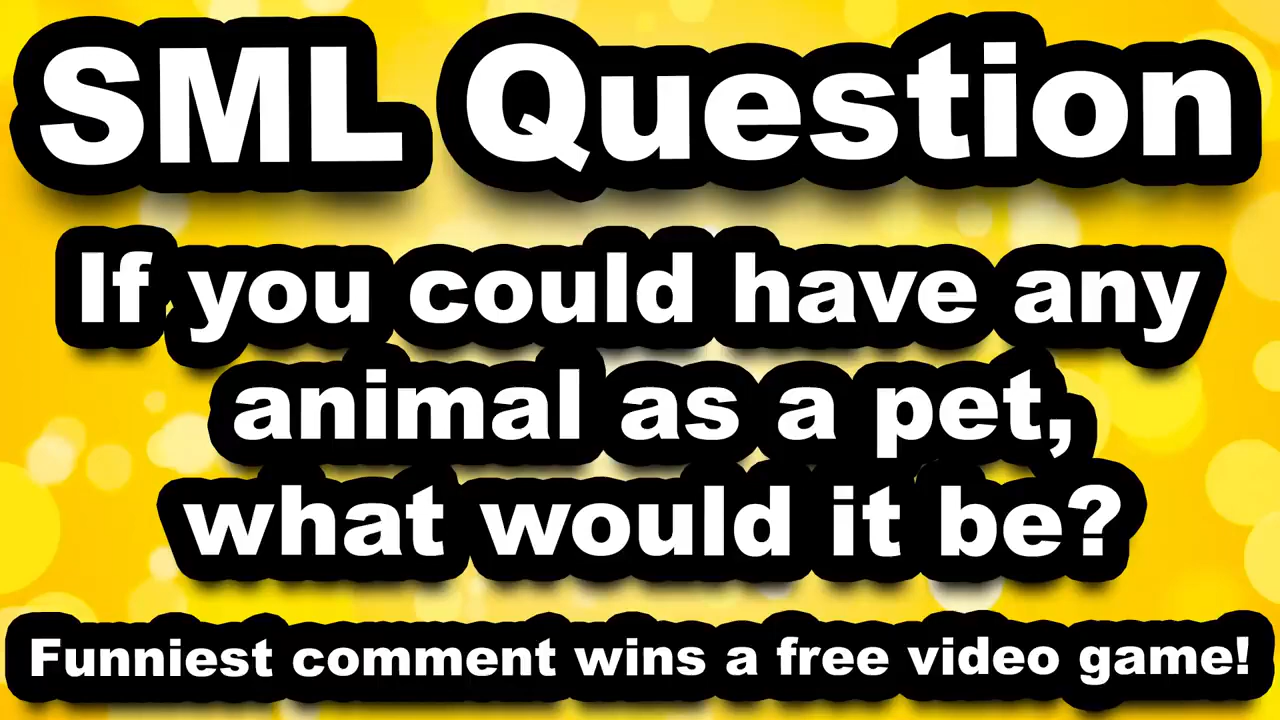 SML Question
If you could have any
animal as a pet,
what would it be?
Funniest comment wins a free video game!